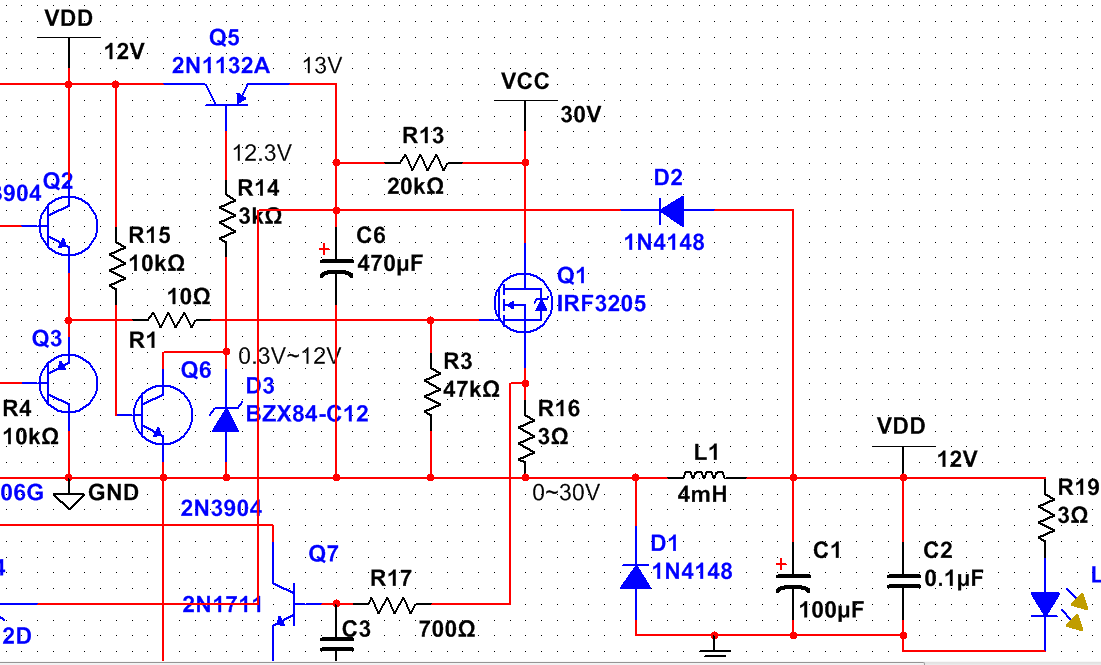 VDD
12V
Q5
2N1132A
13V
VCC
30V
R13
20kΩ
12.3V
Q2
3904
R14
3kΩ
D2
1N4148
R15
10kΩ
C6
470µF
10Ω
R1
Q1
IRF3205
Q3
Q6
0.3V~12V
D3
BZX84-C12
R3
47kΩ
R4
10kΩ
R16
3Ω
VDD
12V
L1
4mH
06G
GND
0~30V
R19
3Ω
2N3904
Q7
D1
1N4148
C1
100µF
C2
0.1µF
L
4
2N1711
R17
700Ω
2D
C3